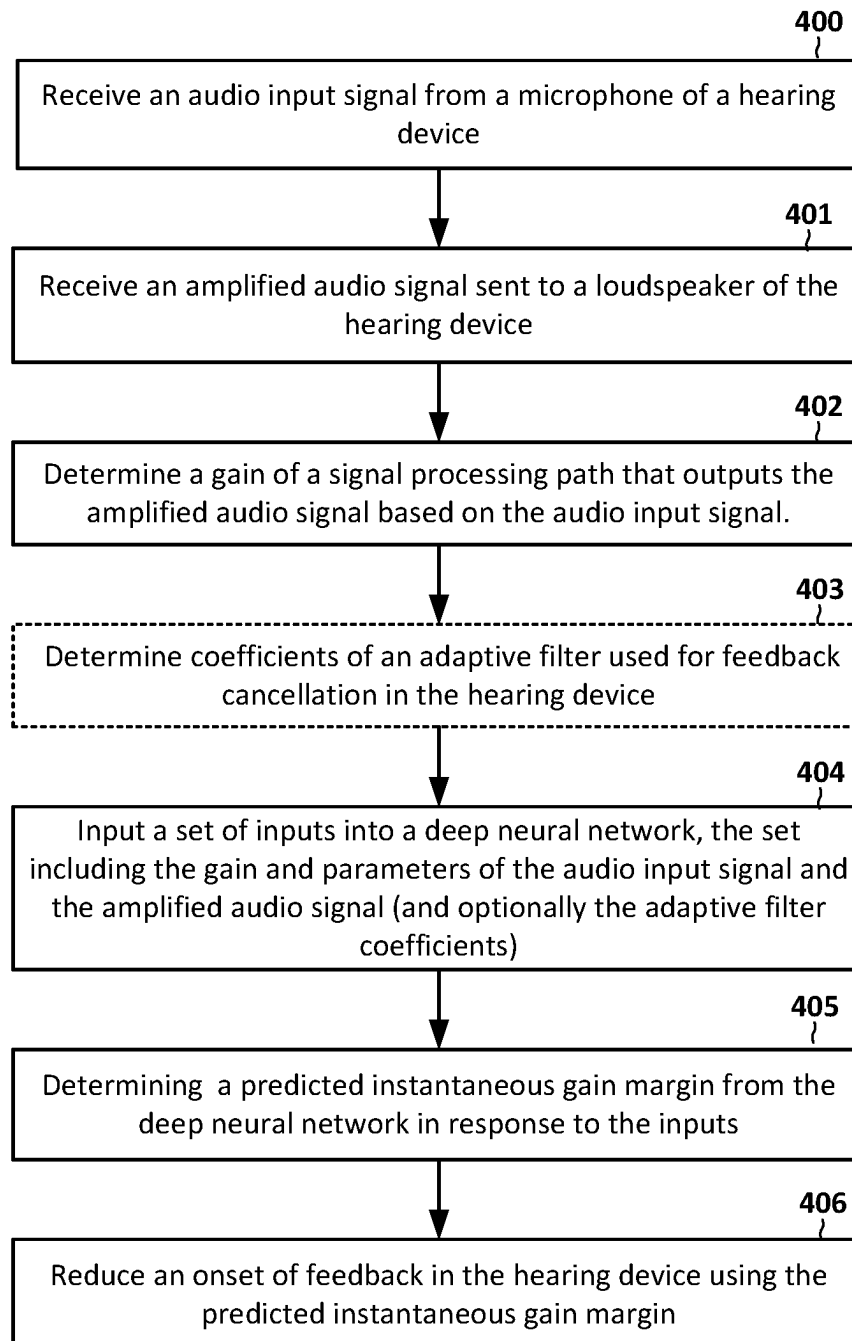 400
Receive an audio input signal from a microphone of a hearing
device
401
Receive an amplified audio signal sent to a loudspeaker of the
hearing device
402
Determine a gain of a signal processing path that outputs the
amplified audio signal based on the audio input signal.
403
Determine coefficients of an adaptive filter used for feedback
cancellation in the hearing device
404
Input a set of inputs into a deep neural network, the set
including the gain and parameters of the audio input signal and
the amplified audio signal (and optionally the adaptive filter
coefficients)
405
Determining a predicted instantaneous gain margin from the
deep neural network in response to the inputs
406
Reduce an onset of feedback in the hearing device using the
predicted instantaneous gain margin